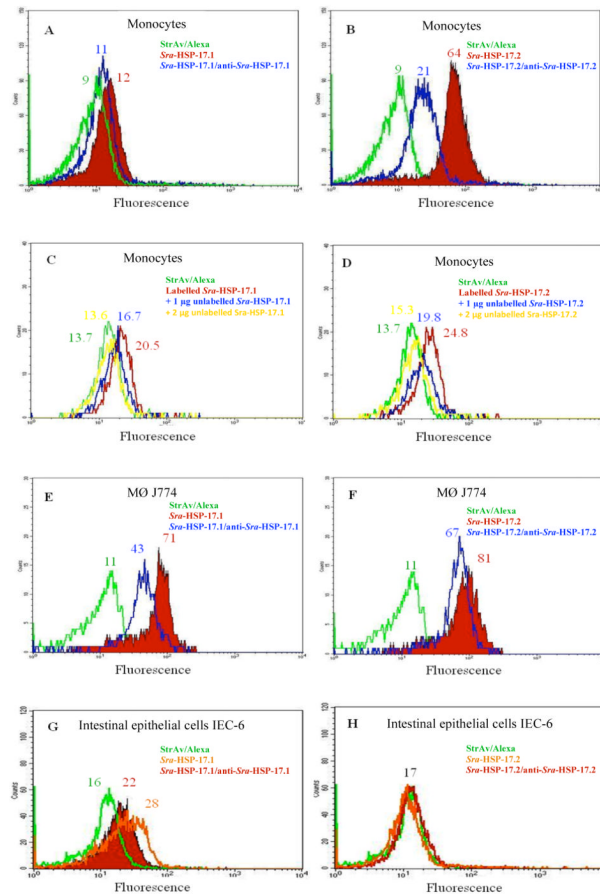 A
Monocytes
StrAv/Alexa
Sra-HSP-17.1
Sra-HSP-17.1/anti-Sra-HSP-17.1
9
11
12
Counts
Fluorescence
B
Monocytes
StrAv/Alexa
Sra-HSP-17.2
Sra-HSP-17.2/anti-Sra-HSP-17.2
9
21
64
Counts
Fluorescence
C
Monocytes
StrAv/Alexa
Labelled Sra-HSP-17.1
+ 1 µg unlabelled Sra-HSP-17.1
+ 2 µg unlabelled Sra-HSP-17.1
13.6
16.7
13.7
20.5
Counts
Fluorescence
D
Monocytes
StrAv/Alexa
Labelled Sra-HSP-17.2
+ 1 µg unlabelled Sra-HSP-17.2
+ 2 µg unlabelled Sra-HSP-17.2
15.3
19.8
13.7
24.8
Counts
Fluorescence
E
MØ J774
StrAv/Alexa
Sra-HSP-17.1
Sra-HSP-17.1/anti-Sra-HSP-17.1
11
43
71
Counts
Fluorescence
F
MØ J774
StrAv/Alexa
Sra-HSP-17.2
Sra-HSP-17.2/anti-Sra-HSP-17.2
11
67
81
Counts
Fluorescence
G
Intestinal epithelial cells IEC-6
StrAv/Alexa
Sra-HSP-17.1
Sra-HSP-17.1/anti-Sra-HSP-17.1
16
22
28
Counts
Fluorescence
H
Intestinal epithelial cells IEC-6
StrAv/Alexa
Sra-HSP-17.2
Sra-HSP-17.2/anti-Sra-HSP-17.2
17
Counts
Fluorescence